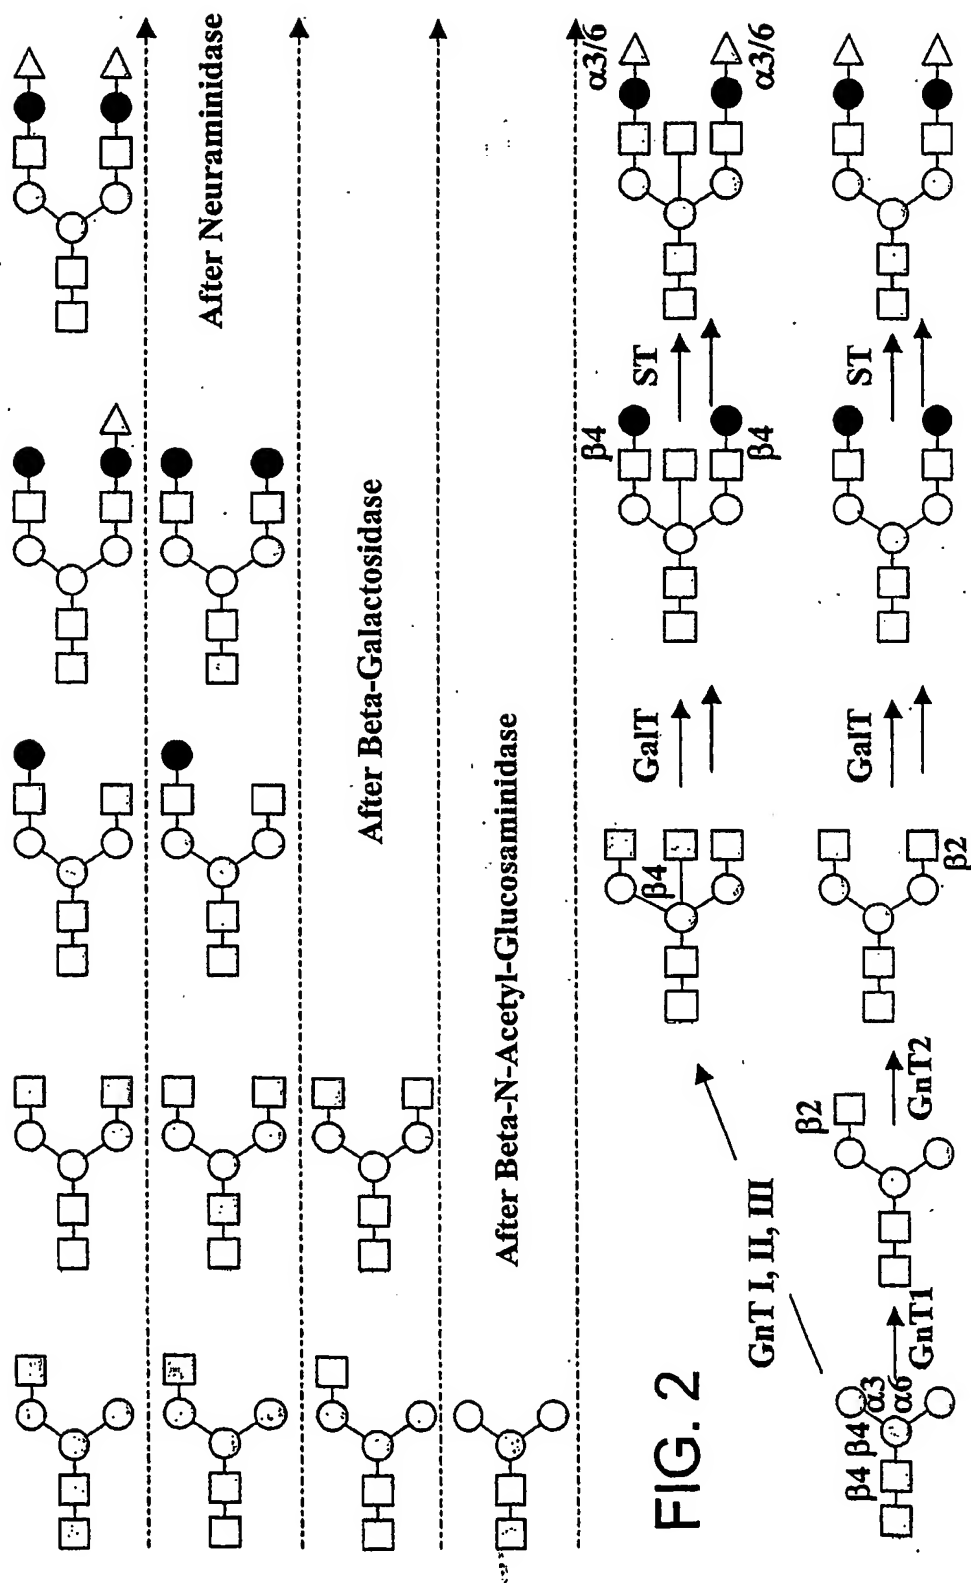 After Neuraminidase
After Beta-Galactosidase
After Beta-N-Acetyl-Glucosaminidase
FIG. 2
GnT I, II, III
β4
GalT
β4
β4
ST
α3/6
α3/6
β4 β4
α3
α6
GnT1
β2
GnT2
β2
GalT
ST